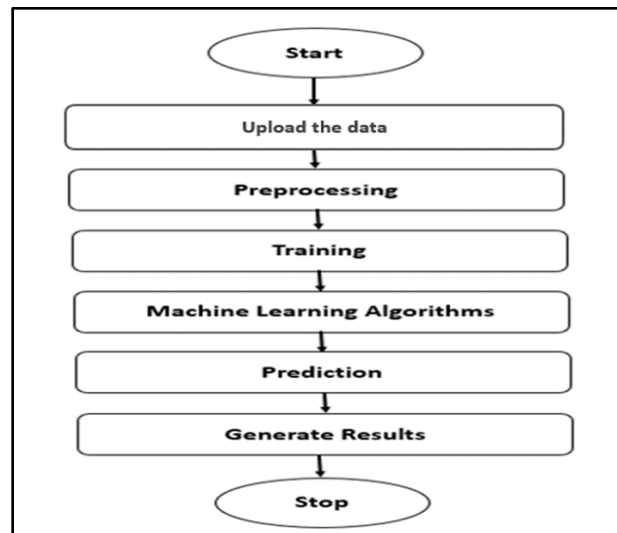 Start
Upload the data
Preprocessing
Training
Machine Learning Algorithms
Prediction
Generate Results
Stop